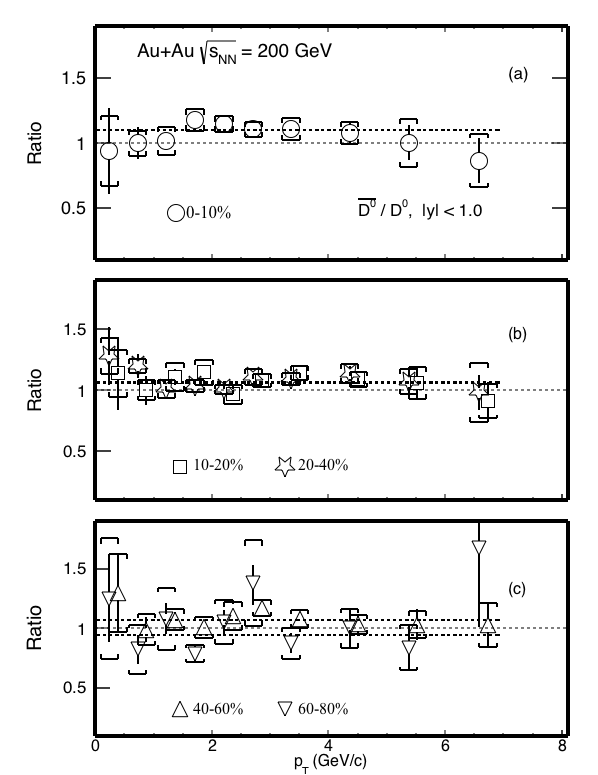 Au+Au √sNN = 200 GeV
(a)
Ratio
1.5
1
0.5
0-10%
D⁰ / D⁰, |y| < 1.0
(b)
Ratio
1.5
1
0.5
10-20%
20-40%
(c)
Ratio
1.5
1
0.5
40-60%
60-80%
0 2 4 6 8
pT (GeV/c)